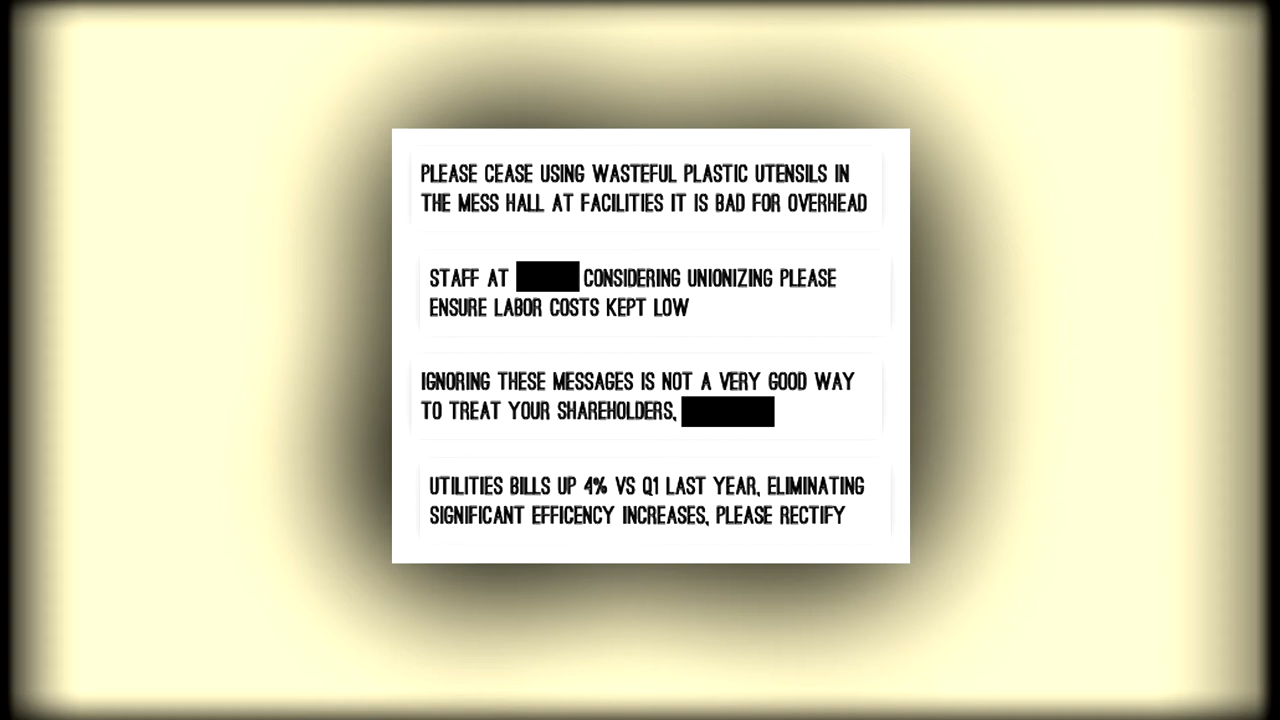 PLEASE CEASE USING WASTEFUL PLASTIC UTENSILS IN
THE MESS HALL AT FACILITIES IT IS BAD FOR OVERHEAD
STAFF AT CONSIDERING UNIONIZING PLEASE
ENSURE LABOR COSTS KEPT LOW
IGNORING THESE MESSAGES IS NOT A VERY GOOD WAY
TO TREAT YOUR SHAREHOLDERS,
UTILITIES BILLS UP 4% VS Q1 LAST YEAR, ELIMINATING
SIGNIFICANT EFFICENCY INCREASES, PLEASE RECTIFY